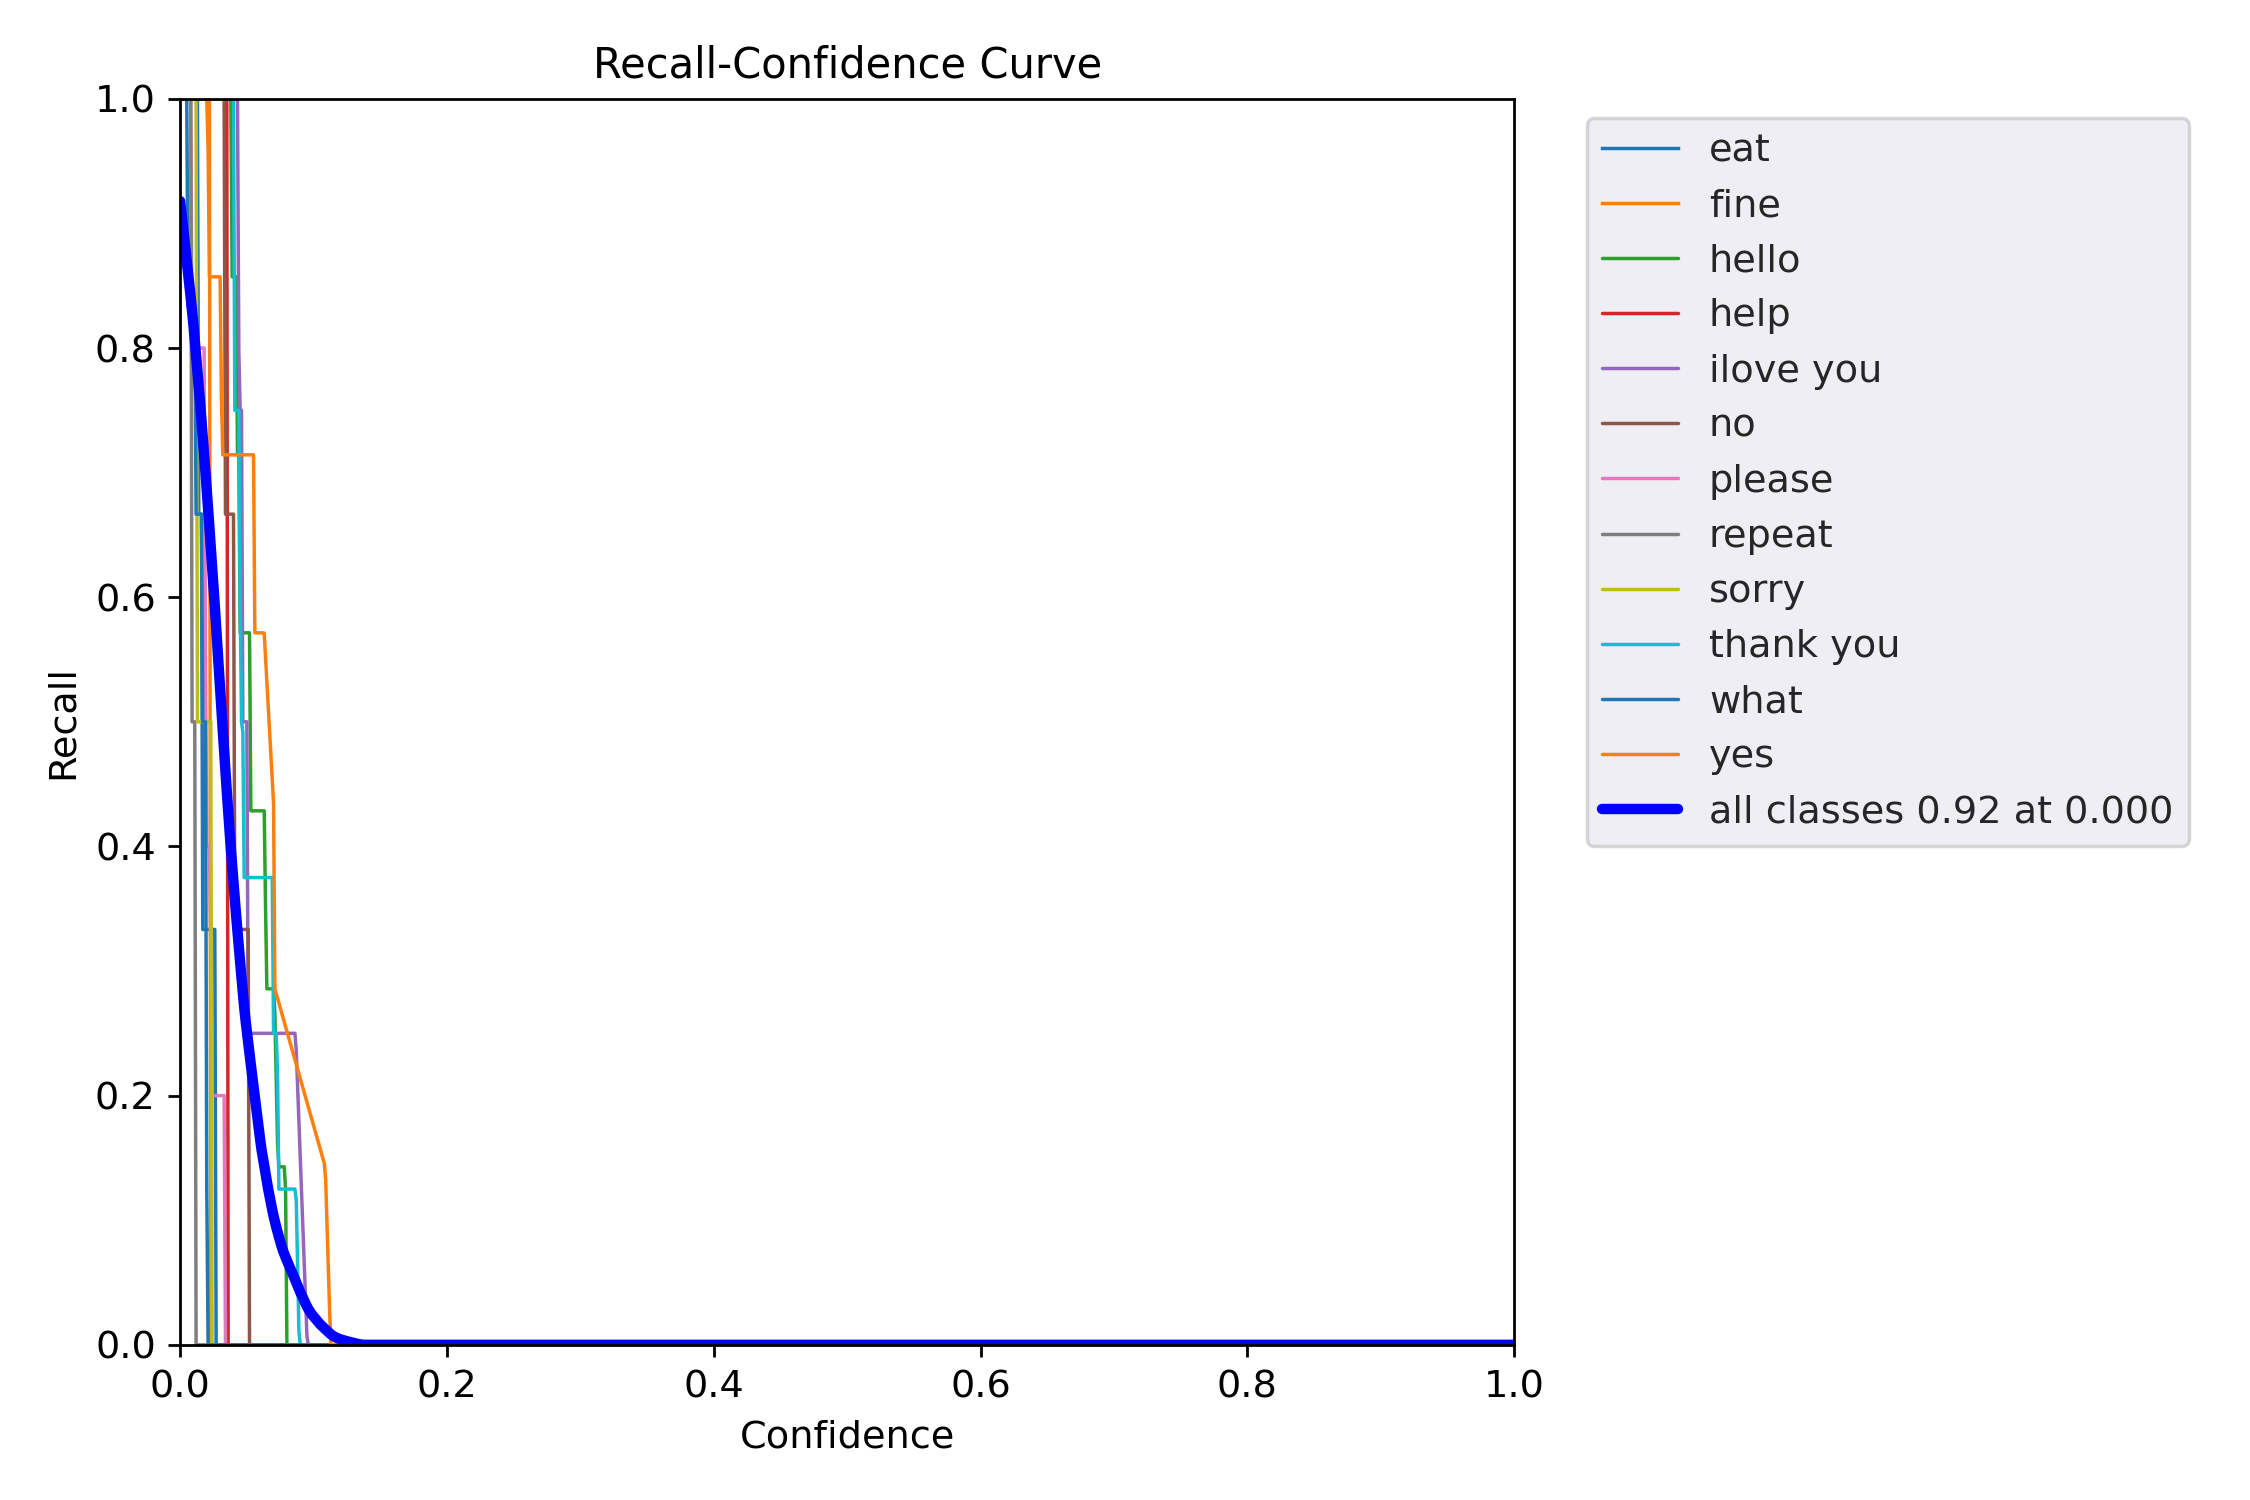 Recall-Confidence Curve
1.0
0.8
0.6
0.4
0.2
0.0
Recall
0.0 0.2 0.4 0.6 0.8 1.0
Confidence
eat
fine
hello
help
ilove you
no
please
repeat
sorry
thank you
what
yes
all classes 0.92 at 0.000